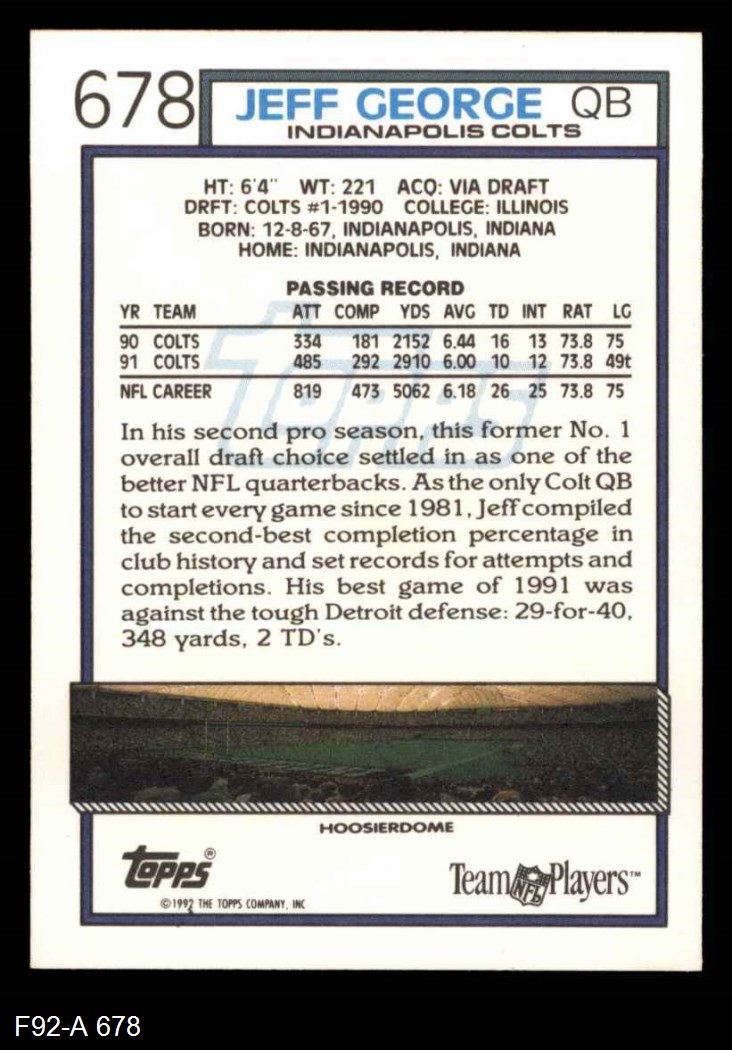 678 JEFF GEORGE QB
INDIANAPOLIS COLTS
HT: 6'4" WT: 221 ACQ: VIA DRAFT
DRFT: COLTS #1-1990 COLLEGE: ILLINOIS
BORN: 12-8-67, INDIANAPOLIS, INDIANA
HOME: INDIANAPOLIS, INDIANA
PASSING RECORD
YR TEAM ATT COMP YDS AVG TD INT RAT LG
90 COLTS 334 181 2152 6.44 16 13 73.8 75
91 COLTS 485 292 2910 6.00 10 12 73.8 49t
NFL CAREER 819 473 5062 6.18 26 25 73.8 75
Topps
In his second pro season, this former No. 1
overall draft choice settled in as one of the
better NFL quarterbacks. As the only Colt QB
to start every game since 1981, Jeff compiled
the second-best completion percentage in
club history and set records for attempts and
completions. His best game of 1991 was
against the tough Detroit defense: 29-for-40,
348 yards, 2 TD's.
HOOSIERDOME
Topps®
Team NFL Players™
©1992 THE TOPPS COMPANY, INC
F92-A 678